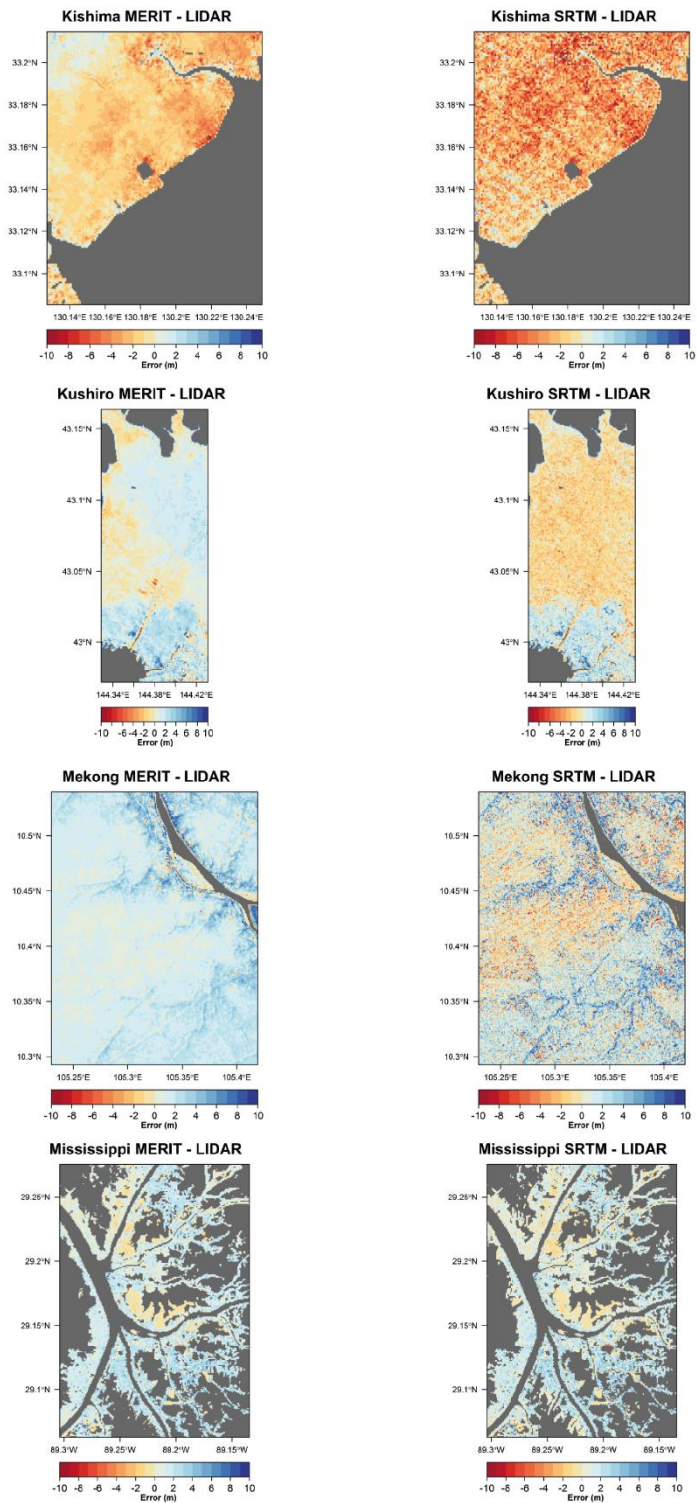 Kishima MERIT - LIDAR
33.2°N
33.18°N
33.16°N
33.14°N
33.12°N
33.1°N
130.14°E 130.16°E 130.18°E 130.2°E 130.22°E 130.24°E
-10 -8 -6 -4 -2 0 2 4 6 8 10
Error (m)
Kishima SRTM - LIDAR
33.2°N
33.18°N
33.16°N
33.14°N
33.12°N
33.1°N
130.14°E 130.16°E 130.18°E 130.2°E 130.22°E 130.24°E
-10 -8 -6 -4 -2 0 2 4 6 8 10
Error (m)
Kushiro MERIT - LIDAR
43.15°N
43.1°N
43.05°N
43°N
144.34°E 144.38°E 144.42°E
-10 -8 -6 -4 -2 0 2 4 6 8 10
Error (m)
Kushiro SRTM - LIDAR
43.15°N
43.1°N
43.05°N
43°N
144.34°E 144.38°E 144.42°E
-10 -8 -6 -4 -2 0 2 4 6 8 10
Error (m)
Mekong MERIT - LIDAR
10.5°N
10.45°N
10.4°N
10.35°N
10.3°N
105.25°E 105.3°E 105.35°E 105.4°E
-10 -8 -6 -4 -2 0 2 4 6 8 10
Error (m)
Mekong SRTM - LIDAR
10.5°N
10.45°N
10.4°N
10.35°N
10.3°N
105.25°E 105.3°E 105.35°E 105.4°E
-10 -8 -6 -4 -2 0 2 4 6 8 10
Error (m)
Mississippi MERIT - LIDAR
29.26°N
29.2°N
29.15°N
29.1°N
89.3°W 89.25°W 89.2°W 89.15°W
-10 -8 -6 -4 -2 0 2 4 6 8 10
Error (m)
Mississippi SRTM - LIDAR
29.26°N
29.2°N
29.15°N
29.1°N
89.3°W 89.25°W 89.2°W 89.15°W
-10 -8 -6 -4 -2 0 2 4 6 8 10
Error (m)